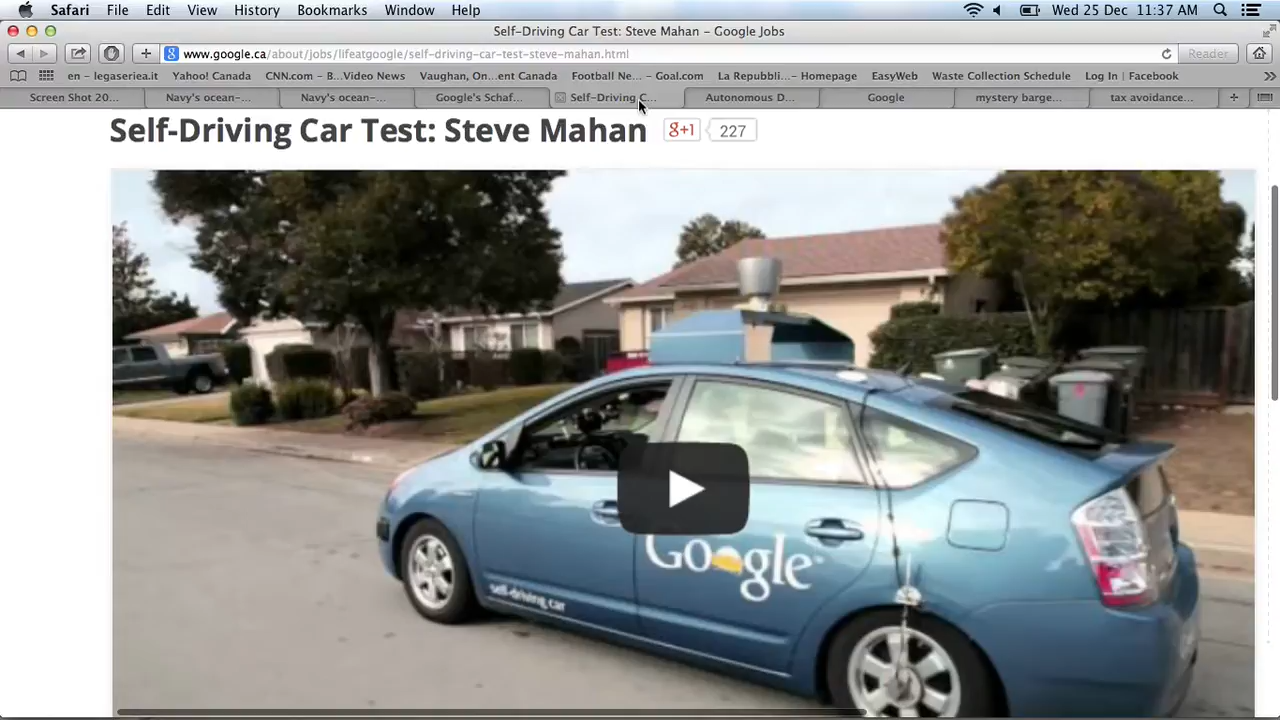 Safari File Edit View History Bookmarks Window Help Wed 25 Dec 11:37 AM
Self-Driving Car Test: Steve Mahan – Google Jobs
www.google.ca/about/jobs/lifeatgoogle/self-driving-car-test-steve-mahan.html Reader
en - legaseriea.it Yahoo! Canada CNN.com - B...Video News Vaughan, On...ent Canada Football Ne... - Goal.com La Repubbli... - Homepage EasyWeb Waste Collection Schedule Log In | Facebook
Screen Shot 20... Navy's ocean-... Navy's ocean-... Google's Schaf... Self-Driving C... Autonomous D... Google mystery barge... tax avoidance...
Self-Driving Car Test: Steve Mahan g+1 227
Google
self-driving car